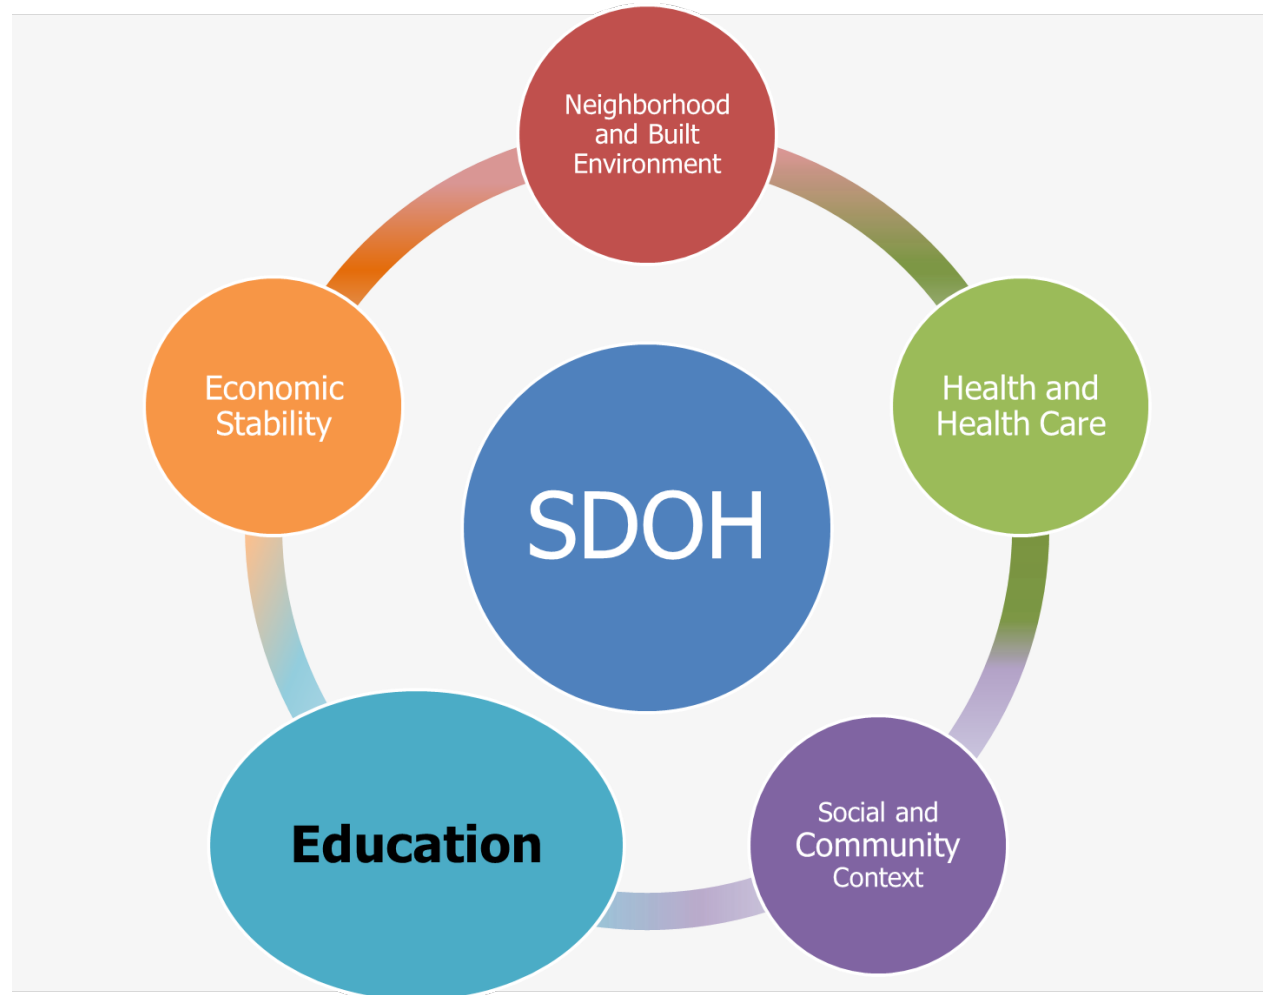 Neighborhood
and Built
Environment
Economic
Stability
Health and
Health Care
SDOH
Education
Social and
Community
Context